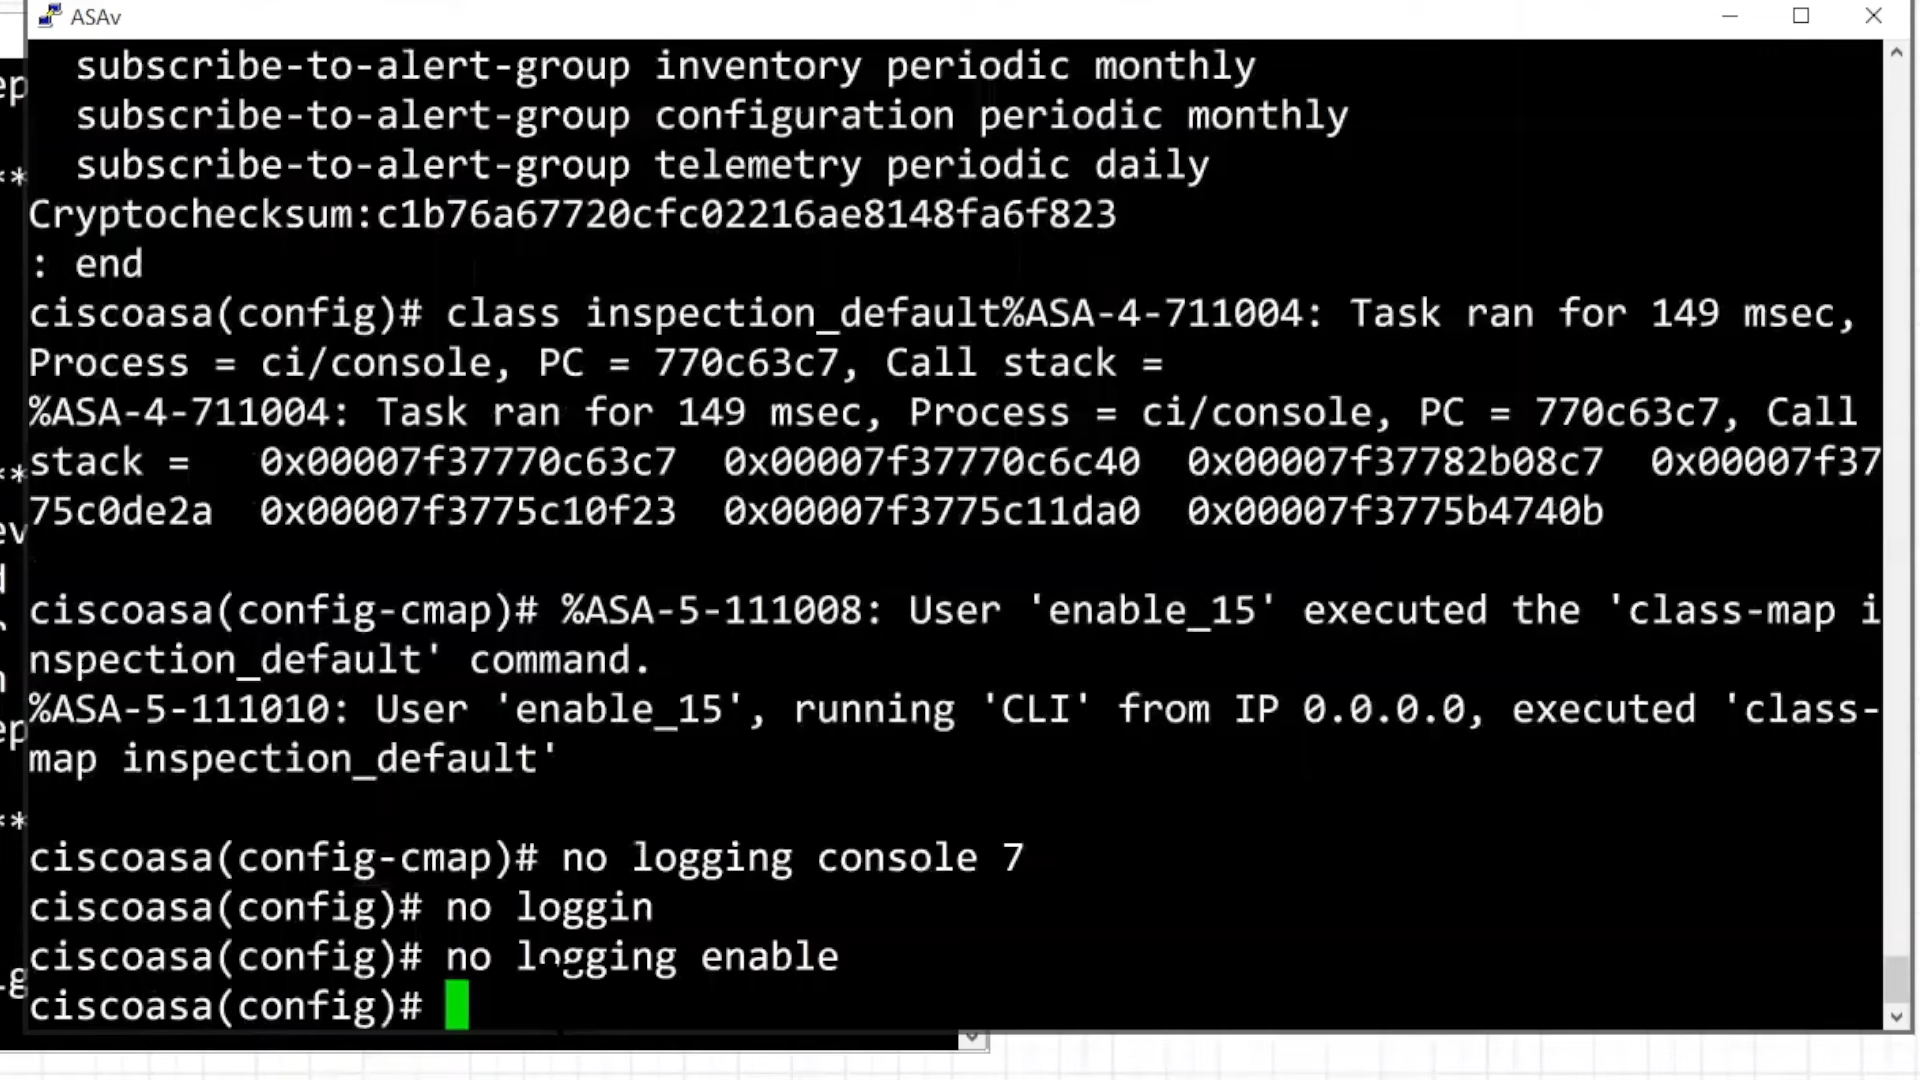 ASAv
subscribe-to-alert-group inventory periodic monthly
subscribe-to-alert-group configuration periodic monthly
subscribe-to-alert-group telemetry periodic daily
Cryptochecksum:c1b76a67720cfc02216ae8148fa6f823
: end
ciscoasa(config)# class inspection_default%ASA-4-711004: Task ran for 149 msec,
Process = ci/console, PC = 770c63c7, Call stack =
%ASA-4-711004: Task ran for 149 msec, Process = ci/console, PC = 770c63c7, Call
stack =   0x00007f37770c63c7  0x00007f37770c6c40  0x00007f37782b08c7  0x00007f37
75c0de2a  0x00007f3775c10f23  0x00007f3775c11da0  0x00007f3775b4740b
ciscoasa(config-cmap)# %ASA-5-111008: User 'enable_15' executed the 'class-map i
nspection_default' command.
%ASA-5-111010: User 'enable_15', running 'CLI' from IP 0.0.0.0, executed 'class-
map inspection_default'
ciscoasa(config-cmap)# no logging console 7
ciscoasa(config)# no loggin
ciscoasa(config)# no logging enable
ciscoasa(config)#